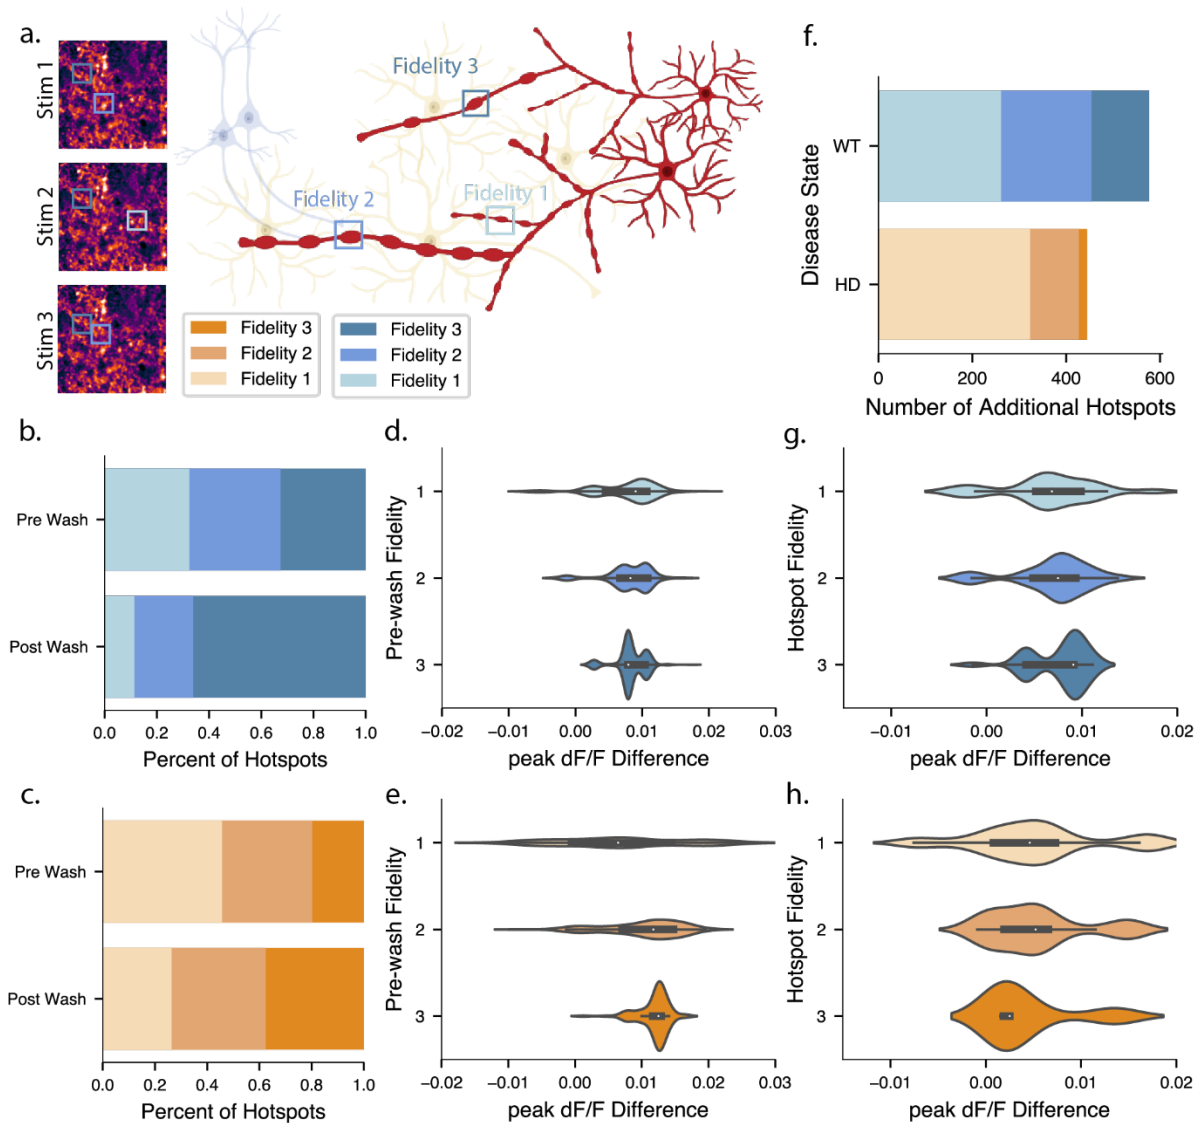 a.
Stim 1
Stim 2
Stim 3
Fidelity 3
Fidelity 2
Fidelity 1
Fidelity 3
Fidelity 2
Fidelity 1
Fidelity 3
Fidelity 2
Fidelity 1
f.
Disease State
WT
HD
0 200 400 600
Number of Additional Hotspots
b.
Pre Wash
Post Wash
0.0 0.2 0.4 0.6 0.8 1.0
Percent of Hotspots
d.
Pre-wash Fidelity
1
2
3
−0.02 −0.01 0.00 0.01 0.02 0.03
peak dF/F Difference
g.
Hotspot Fidelity
1
2
3
−0.01 0.00 0.01 0.02
peak dF/F Difference
c.
Pre Wash
Post Wash
0.0 0.2 0.4 0.6 0.8 1.0
Percent of Hotspots
e.
Pre-wash Fidelity
1
2
3
−0.02 −0.01 0.00 0.01 0.02 0.03
peak dF/F Difference
h.
Hotspot Fidelity
1
2
3
−0.01 0.00 0.01 0.02
peak dF/F Difference